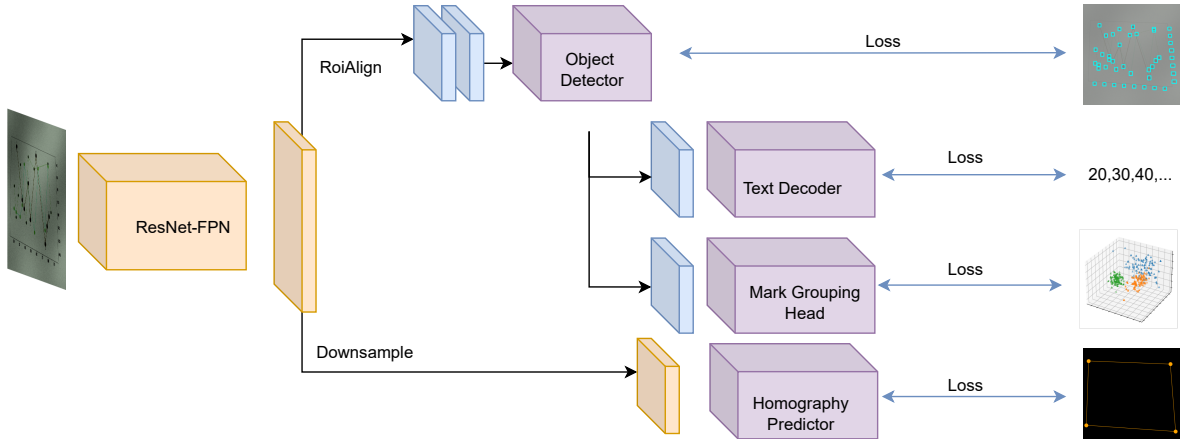 RoiAlign
Object
Detector
Loss
ResNet-FPN
Text Decoder
Loss
20,30,40,...
Mark Grouping
Head
Loss
Downsample
Homography
Predictor
Loss